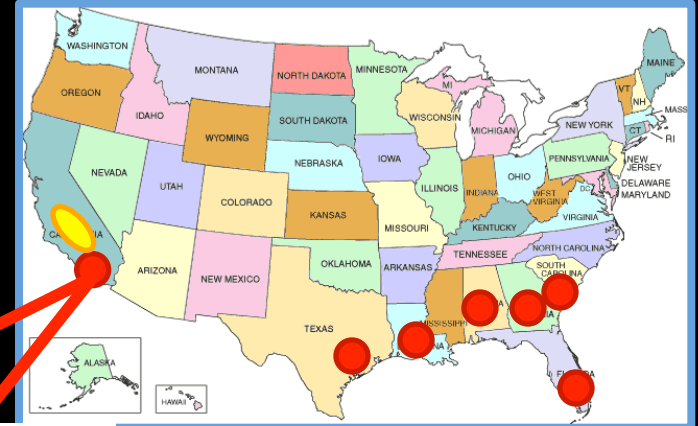 WASHINGTON
MONTANA
NORTH DAKOTA
MINNESOTA
MAINE
OREGON
IDAHO
SOUTH DAKOTA
WISCONSIN
MI
MICHIGAN
VT
NH
MASS
NEW YORK
CT
RI
WYOMING
NEBRASKA
IOWA
PENNSYLVANIA
NEW
JERSEY
NEVADA
UTAH
COLORADO
ILLINOIS
INDIANA
OHIO
WEST
VIRGINIA
DC
DELAWARE
MARYLAND
KANSAS
MISSOURI
KENTUCKY
VIRGINIA
ARIZONA
NEW MEXICO
OKLAHOMA
ARKANSAS
TENNESSEE
NORTH CAROLINA
SOUTH
CAROLINA
TEXAS
MISSISSIPPI
ALASKA
HAWAII